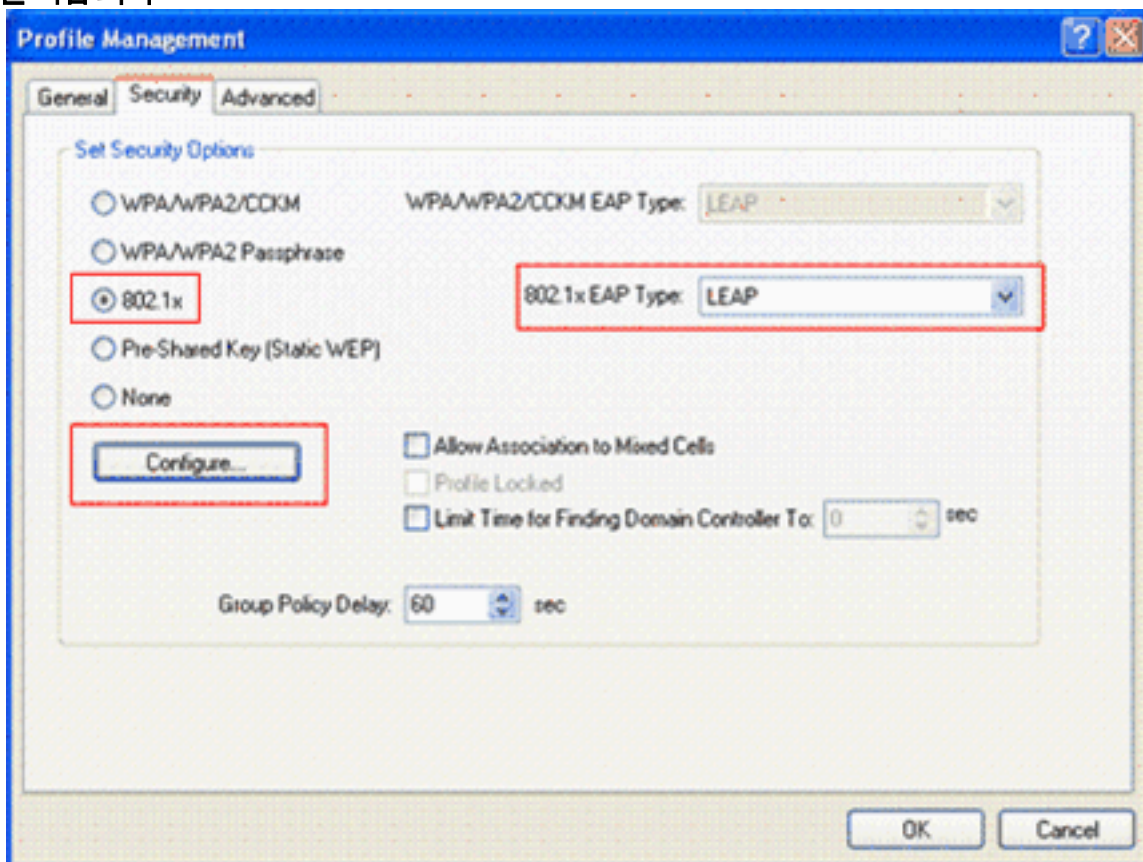 Profile Management
General Security Advanced
Set Security Options
WPA/WPA2/CCKM WPA/WPA2/CCKM EAP Type: LEAP
WPA/WPA2 Passphrase
802.1x 802.1x EAP Type: LEAP
Pre-Shared Key (Static WEP)
None
Configure... Allow Association to Mixed Cells
Profile Locked
Limit Time for Finding Domain Controller To: 0 sec
Group Policy Delay: 60 sec
OK Cancel